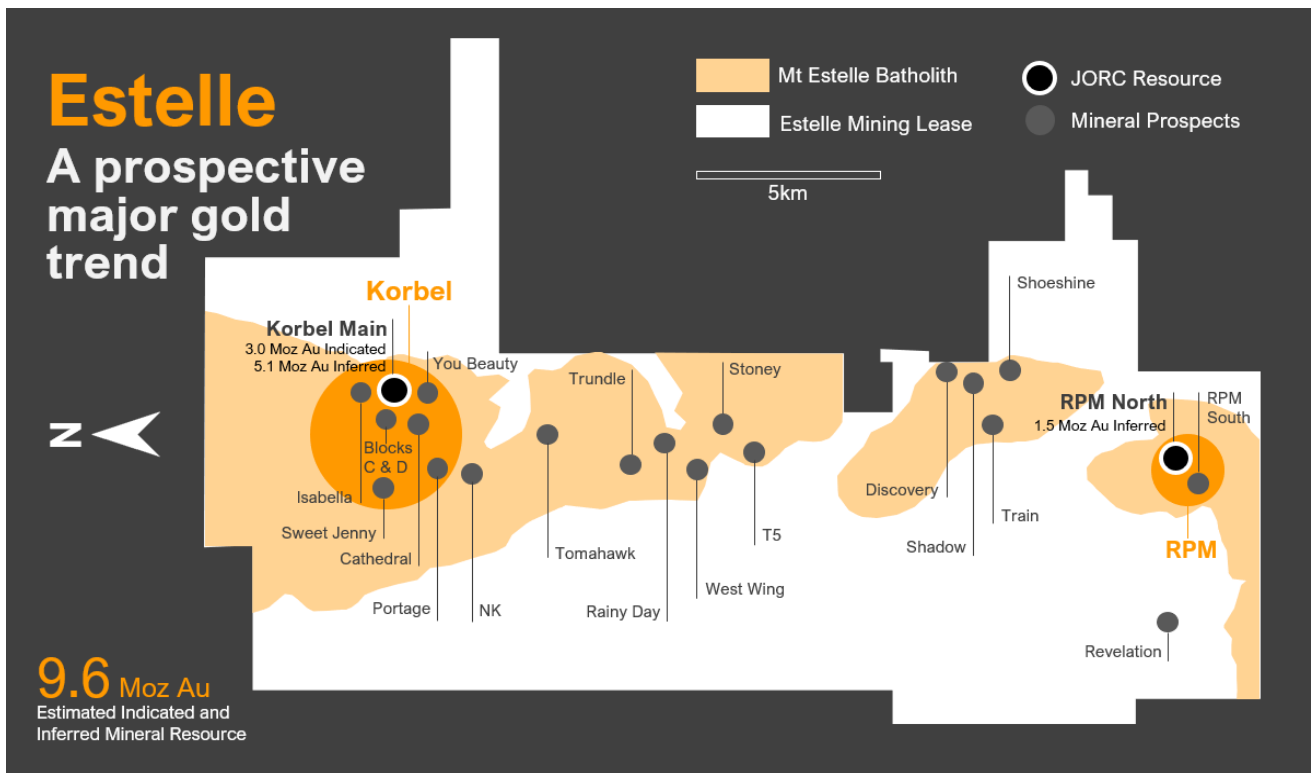 Estelle
A prospective
major gold
trend
Mt Estelle Batholith
Estelle Mining Lease
JORC Resource
Mineral Prospects
5km
N
Korbel
Korbel Main
3.0 Moz Au Indicated
5.1 Moz Au Inferred
You Beauty
Blocks
C & D
Isabella
Sweet Jenny
Cathedral
Portage
NK
Trundle
Tomahawk
Rainy Day
Stoney
West Wing
T5
Shoeshine
Discovery
Shadow
Train
RPM North
1.5 Moz Au Inferred
RPM
South
RPM
Revelation
9.6 Moz Au
Estimated Indicated and
Inferred Mineral Resource